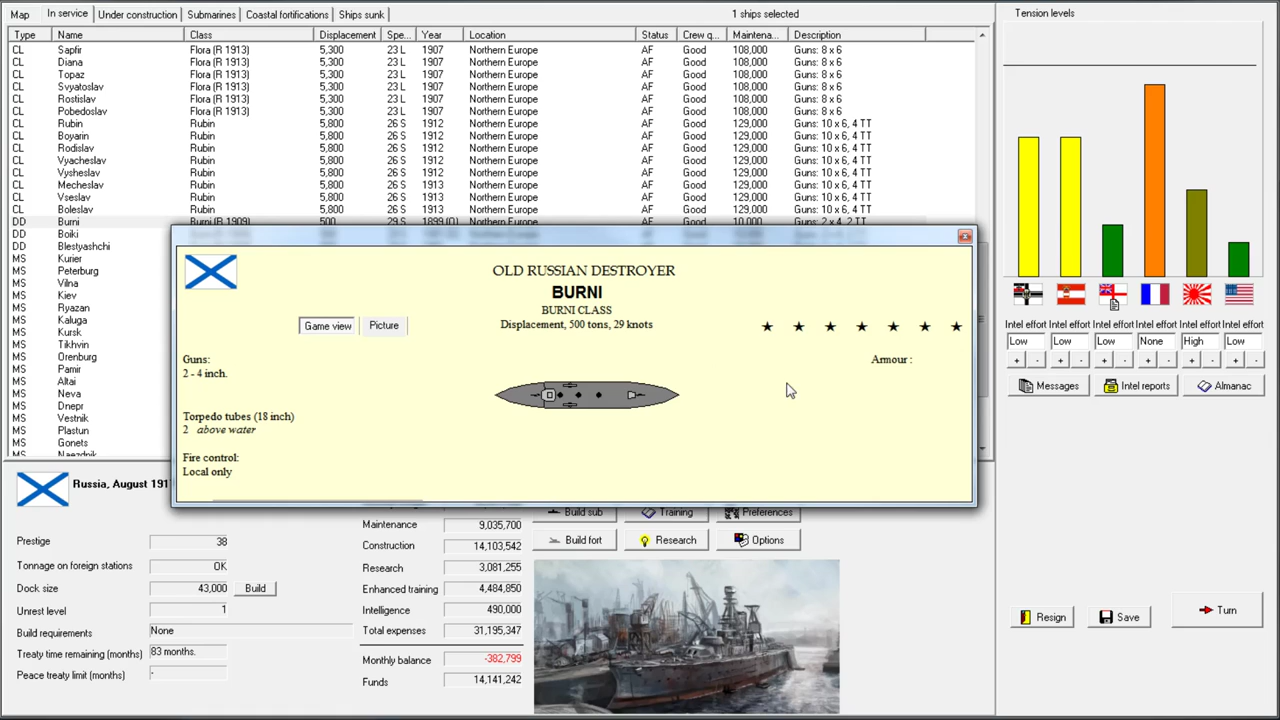 Map In service Under construction Submarines Coastal fortifications Ships sunk 1 ships selected Tension levels
Type Name Class Displacement Spe... Year Location Status Crew q... Maintena... Description
CL Sapfir Flora (R 1913) 5,300 23 L 1907 Northern Europe AF Good 108,000 Guns: 8 x 6
CL Diana Flora (R 1913) 5,300 23 L 1907 Northern Europe AF Good 108,000 Guns: 8 x 6
CL Topaz Flora (R 1913) 5,300 23 L 1907 Northern Europe AF Good 108,000 Guns: 8 x 6
CL Svyatoslav Flora (R 1913) 5,300 23 L 1907 Northern Europe AF Good 108,000 Guns: 8 x 6
CL Rostislav Flora (R 1913) 5,300 23 L 1907 Northern Europe AF Good 108,000 Guns: 8 x 6
CL Pobedoslav Flora (R 1913) 5,300 23 L 1907 Northern Europe AF Good 108,000 Guns: 8 x 6
CL Rubin Rubin 5,800 26 S 1912 Northern Europe AF Good 129,000 Guns: 10 x 6, 4 TT
CL Boyarin Rubin 5,800 26 S 1912 Northern Europe AF Good 129,000 Guns: 10 x 6, 4 TT
CL Rodislav Rubin 5,800 26 S 1912 Northern Europe AF Good 129,000 Guns: 10 x 6, 4 TT
CL Vyacheslav Rubin 5,800 26 S 1912 Northern Europe AF Good 129,000 Guns: 10 x 6, 4 TT
CL Vysheslav Rubin 5,800 26 S 1912 Northern Europe AF Good 129,000 Guns: 10 x 6, 4 TT
CL Mecheslav Rubin 5,800 26 S 1913 Northern Europe AF Good 129,000 Guns: 10 x 6, 4 TT
CL Vseslav Rubin 5,800 26 S 1913 Northern Europe AF Good 129,000 Guns: 10 x 6, 4 TT
CL Boleslav Rubin 5,800 26 S 1913 Northern Europe AF Good 129,000 Guns: 10 x 6, 4 TT
DD Burni Burni (R 1909) 500 29 S 1899 (O) Northern Europe AF Good 10,000 Guns: 2 x 4, 2 TT
DD Boiki
DD Blestyashchi
MS Kurier
MS Peterburg
MS Vilna
MS Kiev
MS Ryazan
MS Kaluga
MS Kursk
MS Tikhvin
MS Orenburg
MS Pamir
MS Altai
MS Neva
MS Dnepr
MS Vestnik
MS Plastun
MS Gonets
MS Naezdnik
OLD RUSSIAN DESTROYER
BURNI
BURNI CLASS
Displacement, 500 tons, 29 knots
Game view Picture
Guns:
2 - 4 inch.
Armour :
Torpedo tubes (18 inch)
2 above water
Fire control:
Local only
Intel effort Intel effort Intel effort Intel effort Intel effort Intel effort
Low Low Low None High Low
+ - + - + - + - + - + -
Messages Intel reports Almanac
Russia, August 191
Prestige 38
Tonnage on foreign stations OK
Dock size 43,000 Build
Unrest level 1
Build requirements None
Treaty time remaining (months) 83 months.
Peace treaty limit (months) -
Maintenance 9,035,700
Construction 14,103,542
Research 3,081,255
Enhanced training 4,484,850
Intelligence 490,000
Total expenses 31,195,347
Monthly balance -382,799
Funds 14,141,242
Build sub Training Preferences
Build fort Research Options
Resign Save Turn